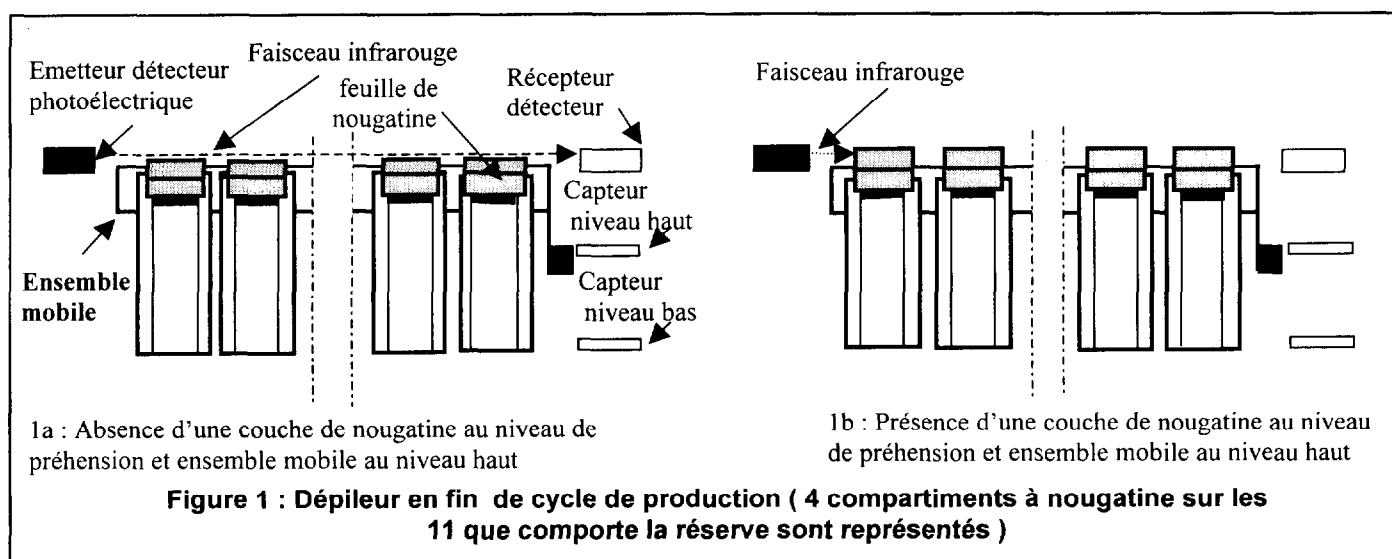 Emetteur détecteur
photoélectrique
Faisceau infrarouge
feuille de
nougatine
Récepteur
détecteur
Capteur
niveau haut
Capteur
niveau bas
Ensemble
mobile
1a : Absence d'une couche de nougatine au niveau de
préhension et ensemble mobile au niveau haut
Faisceau infrarouge
1b : Présence d'une couche de nougatine au niveau
de préhension et ensemble mobile au niveau haut
Figure 1 : Dépileur en fin de cycle de production ( 4 compartiments à nougatine sur les
11 que comporte la réserve sont représentés )